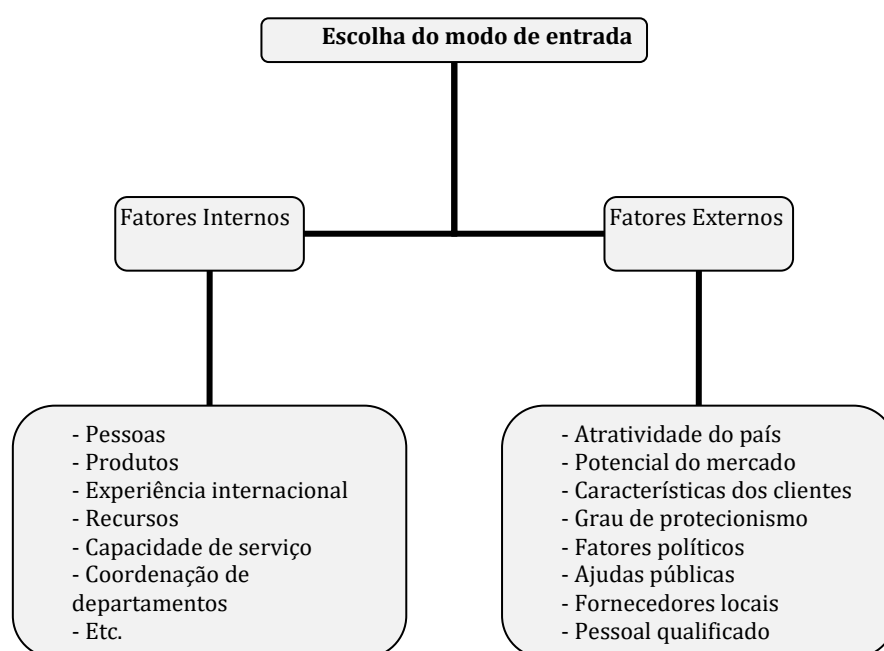 Escolha do modo de entrada
Fatores Internos
Fatores Externos
- Pessoas
- Produtos
- Experiência internacional
- Recursos
- Capacidade de serviço
- Coordenação de
departamentos
- Etc.
- Atratividade do país
- Potencial do mercado
- Características dos clientes
- Grau de protecionismo
- Fatores políticos
- Ajudas públicas
- Fornecedores locais
- Pessoal qualificado